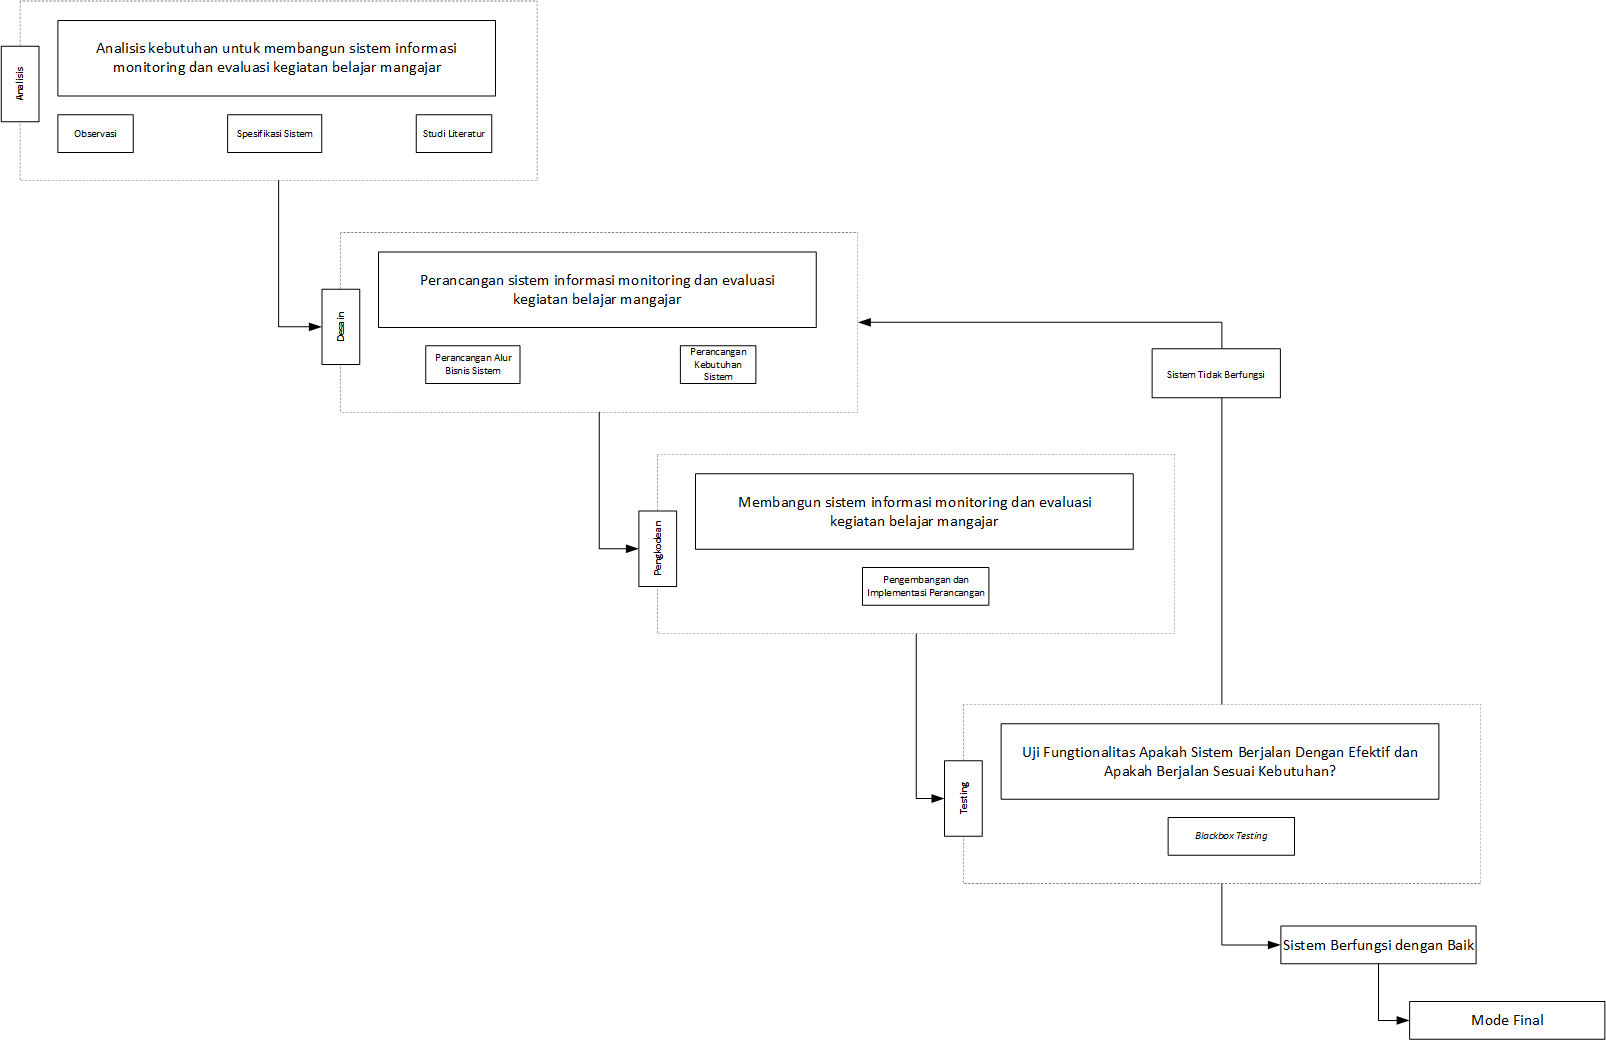 Analisis
Analisis kebutuhan untuk membangun sistem informasi
monitoring dan evaluasi kegiatan belajar mangajar
Observasi
Spesifikasi Sistem
Studi Literatur
Desain
Perancangan sistem informasi monitoring dan evaluasi
kegiatan belajar mangajar
Perancangan Alur
Bisnis Sistem
Perancangan
Kebutuhan
Sistem
Sistem Tidak Berfungsi
Pengkodean
Membangun sistem informasi monitoring dan evaluasi
kegiatan belajar mangajar
Pengembangan dan
Implementasi Perancangan
Testing
Uji Fungtionalitas Apakah Sistem Berjalan Dengan Efektif dan
Apakah Berjalan Sesuai Kebutuhan?
Blackbox Testing
Sistem Berfungsi dengan Baik
Mode Final